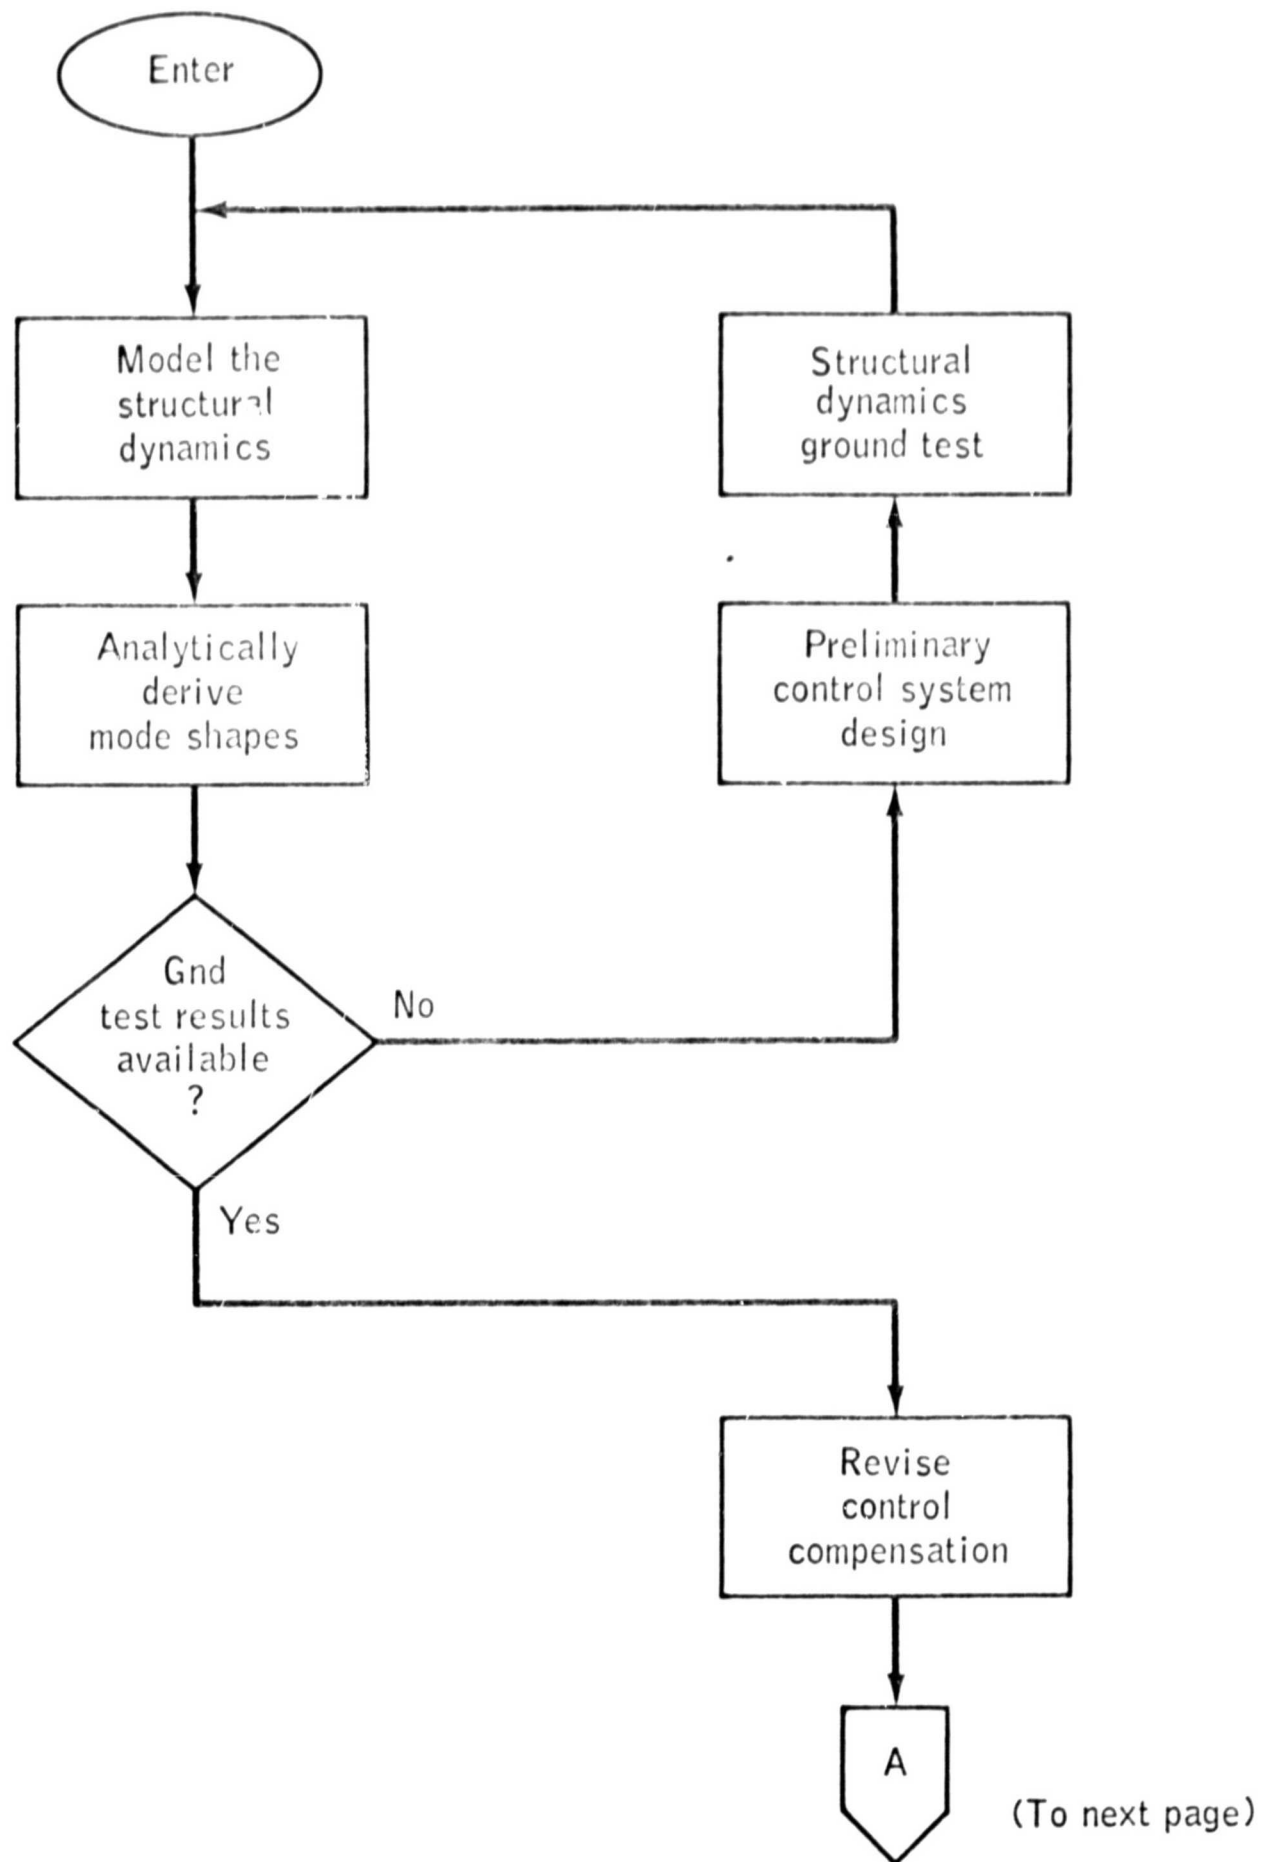 Enter
Model the
structural
dynamics
Structural
dynamics
ground test
Analytically
derive
mode shapes
Preliminary
control system
design
Gnd
test results
available
?
No
Yes
Revise
control
compensation
A
(To next page)